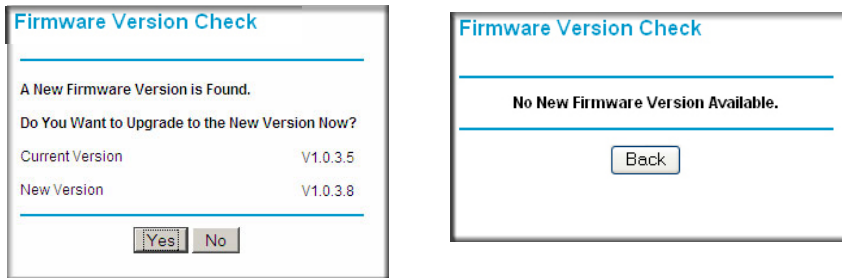 Firmware Version Check
A New Firmware Version is Found.
Do You Want to Upgrade to the New Version Now?
Current Version V1.0.3.5
New Version V1.0.3.8
Yes No
Firmware Version Check
No New Firmware Version Available.
Back